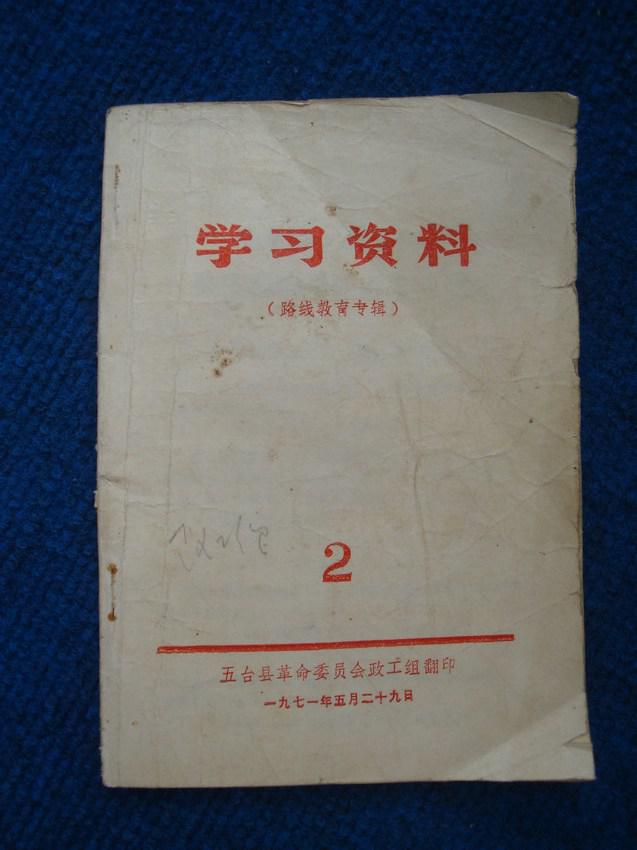 学习资料
（路线教育专辑）
2
五台县革命委员会政工组翻印
一九七一年五月二十九日